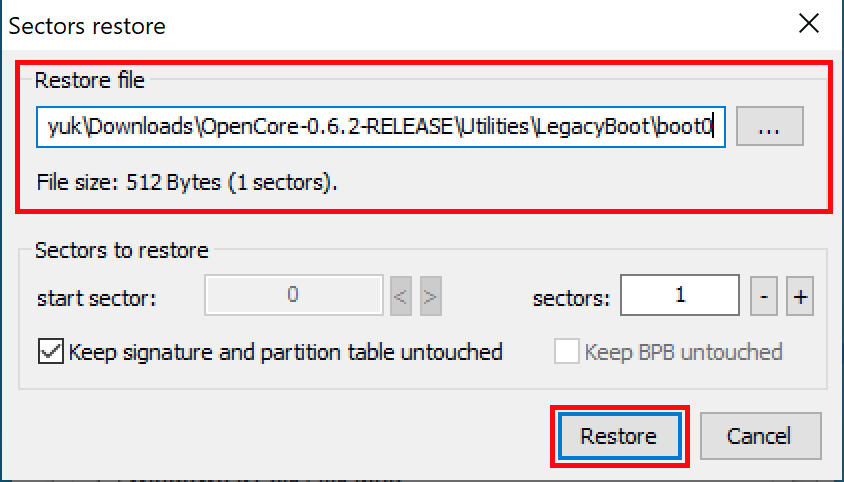 Sectors restore
Restore file
yuk\Downloads\OpenCore-0.6.2-RELEASE\Utilities\LegacyBoot\boot0
...
File size: 512 Bytes (1 sectors).
Sectors to restore
start sector: 0 < > sectors: 1 - +
Keep signature and partition table untouched Keep BPB untouched
Restore Cancel